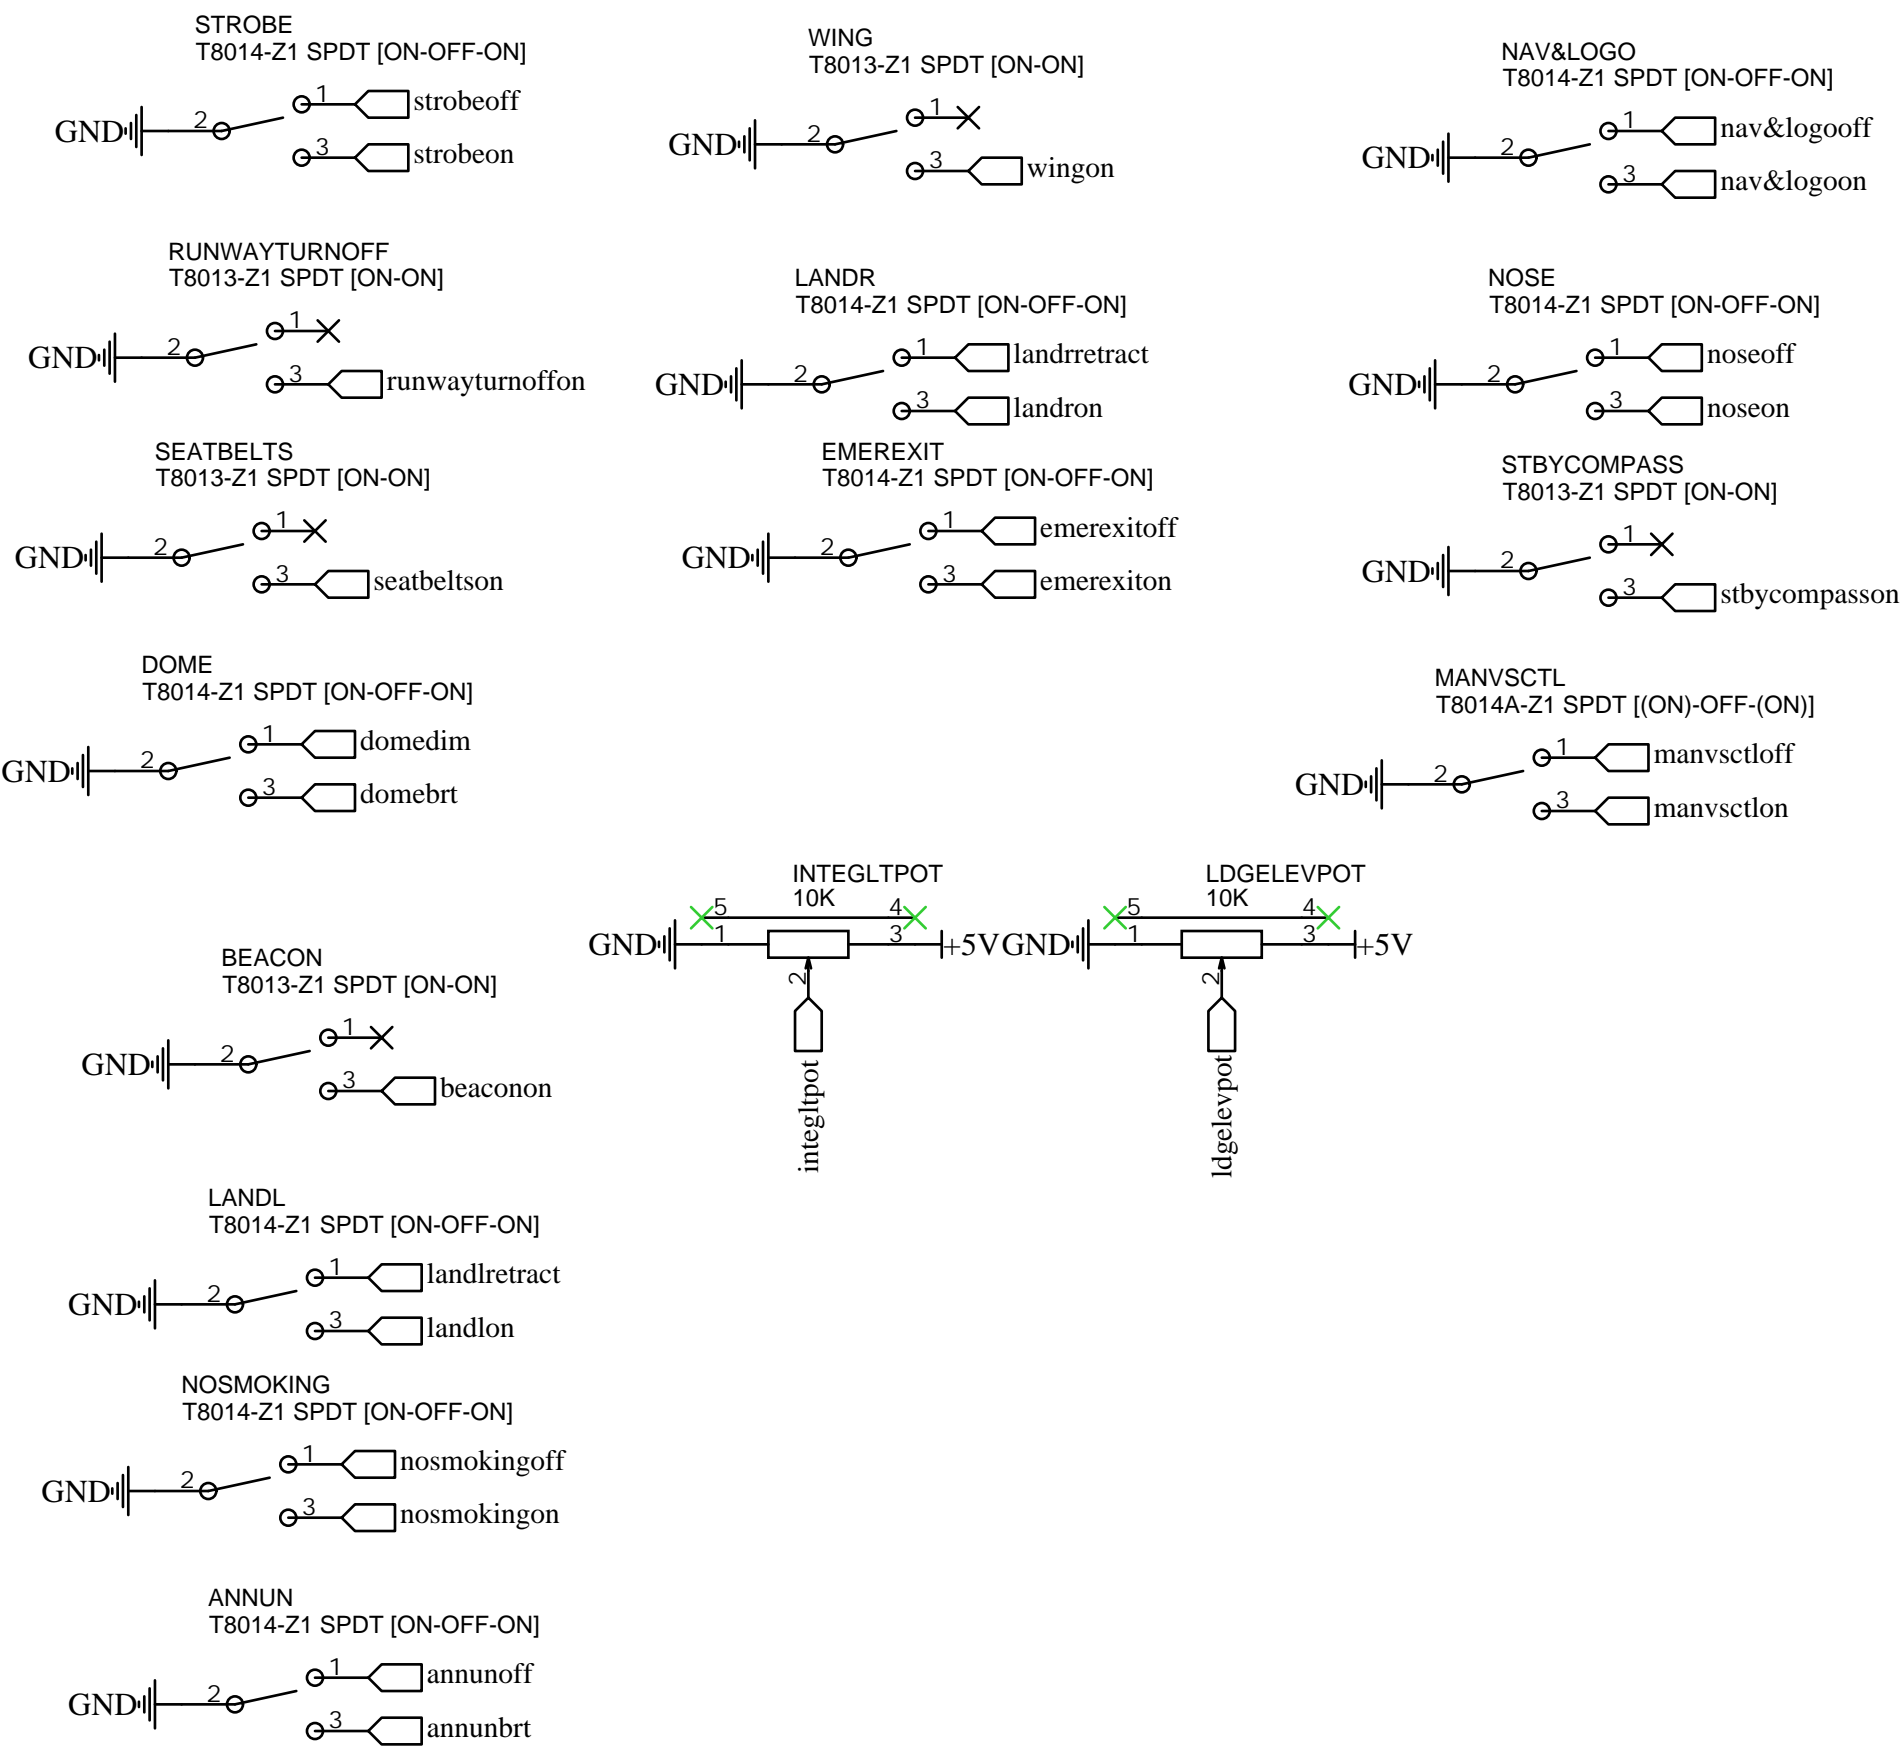 STROBE
T8014-Z1 SPDT [ON-OFF-ON]
GND
2
1
strobeoff
3
strobeon
WING
T8013-Z1 SPDT [ON-ON]
GND
2
1
3
wingon
NAV&LOGO
T8014-Z1 SPDT [ON-OFF-ON]
GND
2
1
nav&logooff
3
nav&logoon
RUNWAYTURNOFF
T8013-Z1 SPDT [ON-ON]
GND
2
1
3
runwayturnoffon
LANDR
T8014-Z1 SPDT [ON-OFF-ON]
GND
2
1
landrretract
3
landron
NOSE
T8014-Z1 SPDT [ON-OFF-ON]
GND
2
1
noseoff
3
noseon
SEATBELTS
T8013-Z1 SPDT [ON-ON]
GND
2
1
3
seatbeltson
EMEREXIT
T8014-Z1 SPDT [ON-OFF-ON]
GND
2
1
emerexitoff
3
emerexiton
STBYCOMPASS
T8013-Z1 SPDT [ON-ON]
GND
2
1
3
stbycompasson
DOME
T8014-Z1 SPDT [ON-OFF-ON]
GND
2
1
domedim
3
domebrt
MANVSCTL
T8014A-Z1 SPDT [(ON)-OFF-(ON)]
GND
2
1
manvsctloff
3
manvsctlon
INTEGLTPOT
10K
5
4
GND
1
3
+5V
2
integltpot
LDGELEVPOT
10K
5
4
GND
1
3
+5V
2
ldgelevpot
BEACON
T8013-Z1 SPDT [ON-ON]
GND
2
1
3
beaconon
LANDL
T8014-Z1 SPDT [ON-OFF-ON]
GND
2
1
landlretract
3
landlon
NOSMOKING
T8014-Z1 SPDT [ON-OFF-ON]
GND
2
1
nosmokingoff
3
nosmokingon
ANNUN
T8014-Z1 SPDT [ON-OFF-ON]
GND
2
1
annunoff
3
annunbrt